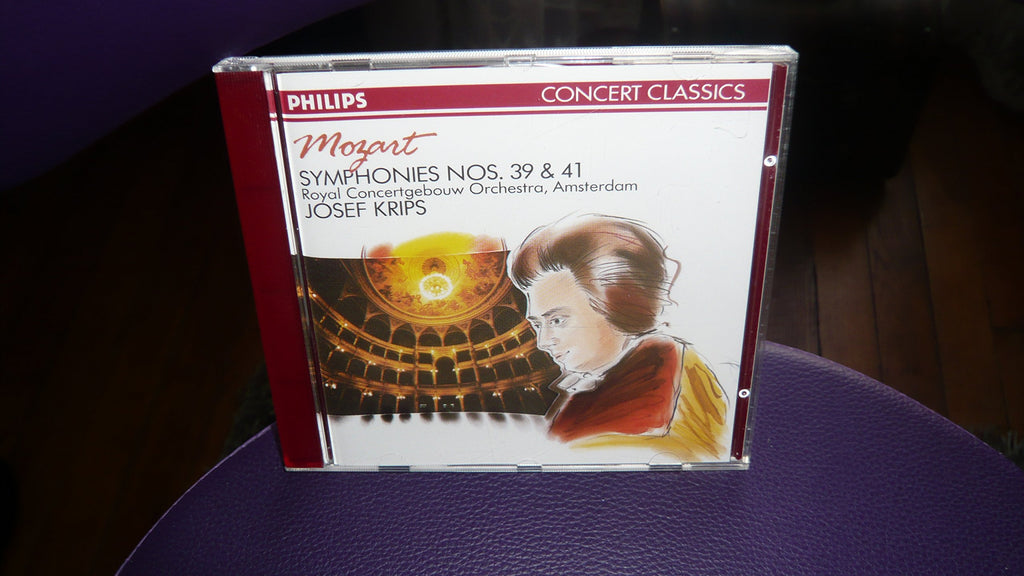 PHILIPS
CONCERT CLASSICS
Mozart
SYMPHONIES NOS. 39 & 41
Royal Concertgebouw Orchestra, Amsterdam
JOSEF KRIPS